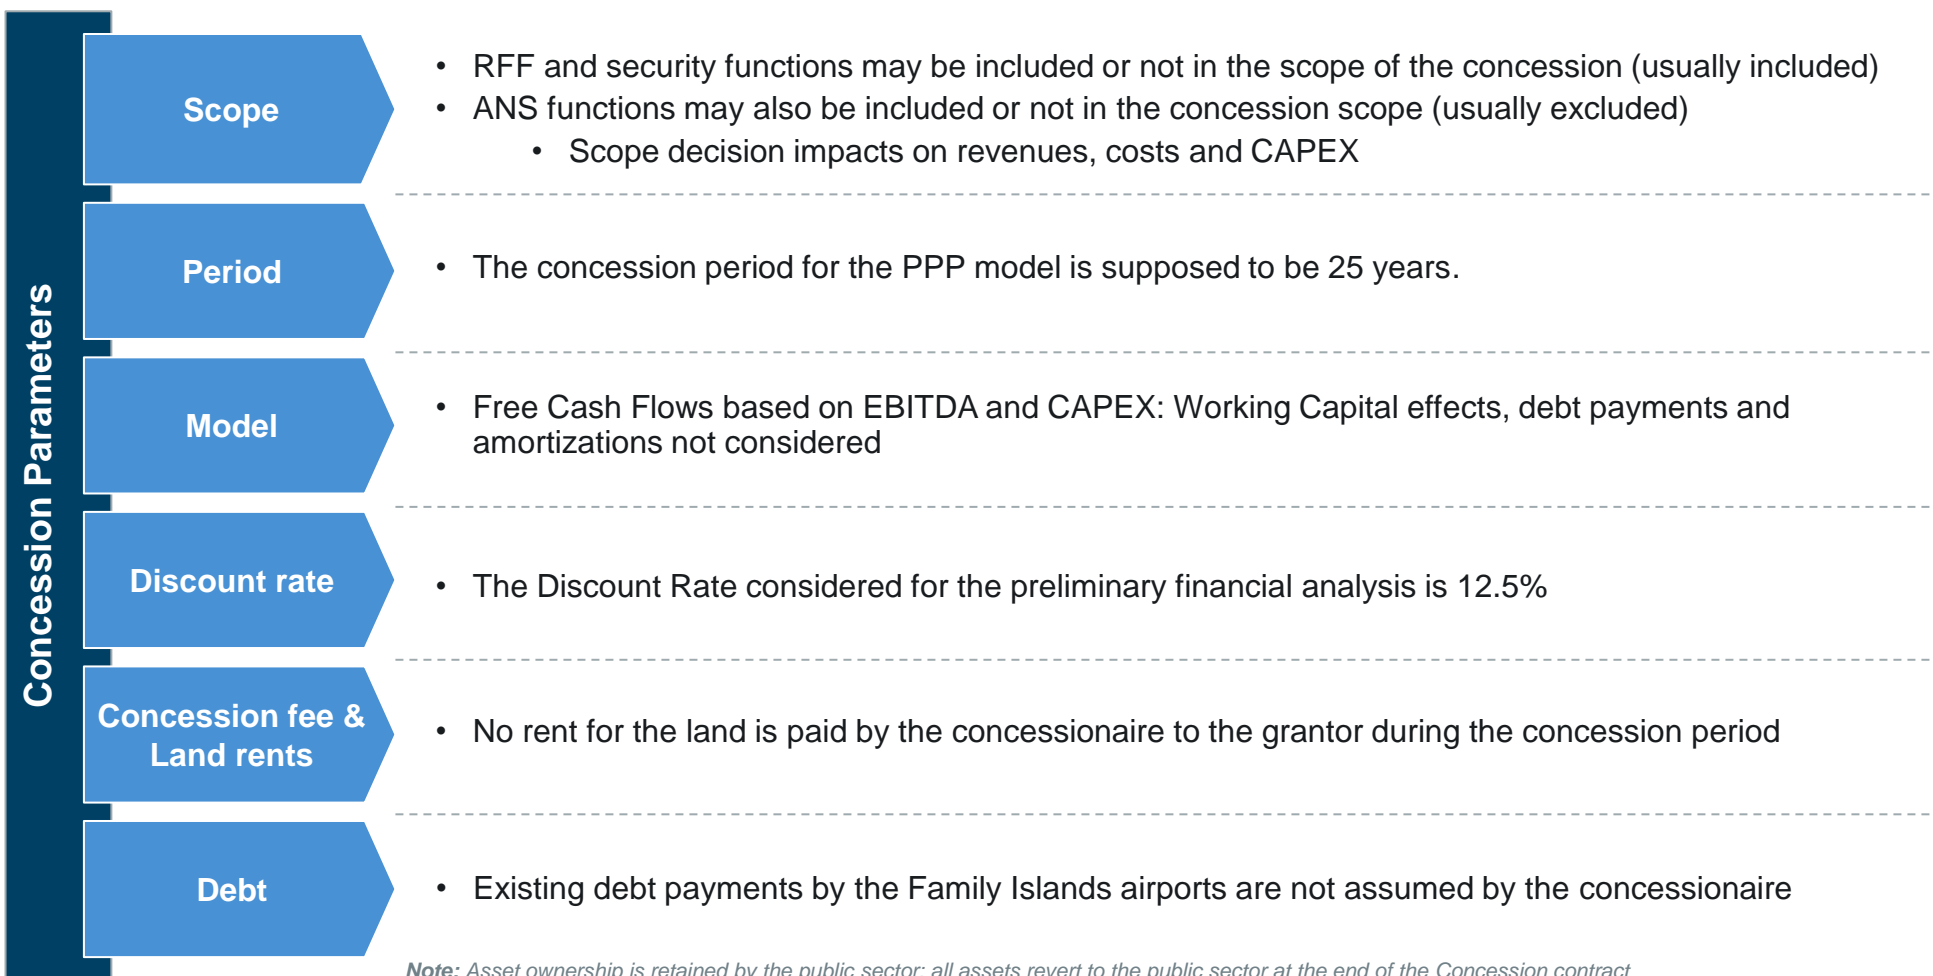 Concession Parameters
Scope
• RFF and security functions may be included or not in the scope of the concession (usually included)
• ANS functions may also be included or not in the concession scope (usually excluded)
• Scope decision impacts on revenues, costs and CAPEX
Period
• The concession period for the PPP model is supposed to be 25 years.
Model
• Free Cash Flows based on EBITDA and CAPEX: Working Capital effects, debt payments and
amortizations not considered
Discount rate
• The Discount Rate considered for the preliminary financial analysis is 12.5%
Concession fee &
Land rents
• No rent for the land is paid by the concessionaire to the grantor during the concession period
Debt
• Existing debt payments by the Family Islands airports are not assumed by the concessionaire
Note: Asset ownership is retained by the public sector; all assets revert to the public sector at the end of the Concession contract